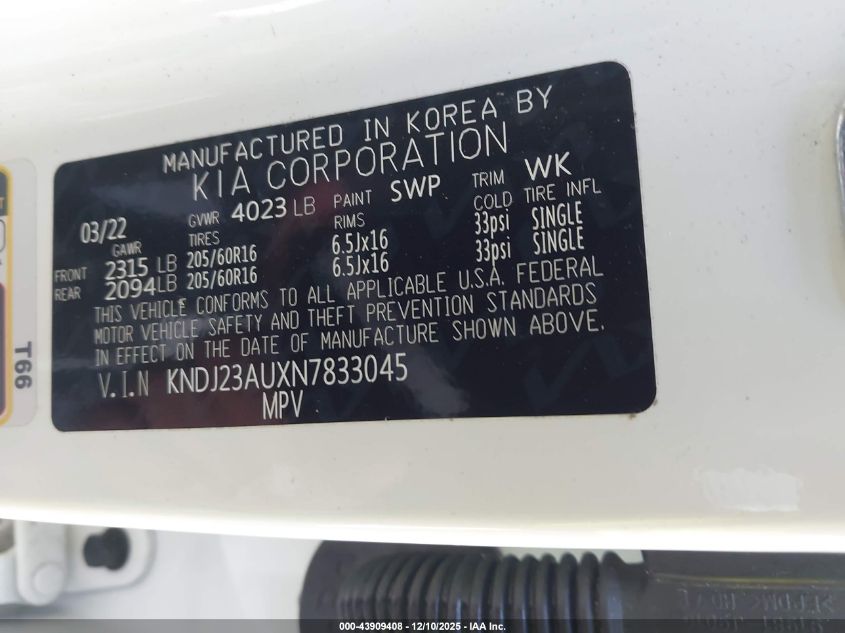 MANUFACTURED IN KOREA BY
KIA CORPORATION
03/22 GVWR 4023 LB PAINT SWP TRIM WK
GAWR TIRES RIMS COLD TIRE INFL
FRONT 2315 LB 205/60R16 6.5Jx16 33psi SINGLE
REAR 2094 LB 205/60R16 6.5Jx16 33psi SINGLE
THIS VEHICLE CONFORMS TO ALL APPLICABLE U.S.A. FEDERAL
MOTOR VEHICLE SAFETY AND THEFT PREVENTION STANDARDS
IN EFFECT ON THE DATE OF MANUFACTURE SHOWN ABOVE.
V.I.N KNDJ23AUXN7833045
MPV
T66
000-43909408 - 12/10/2025 - IAA Inc.